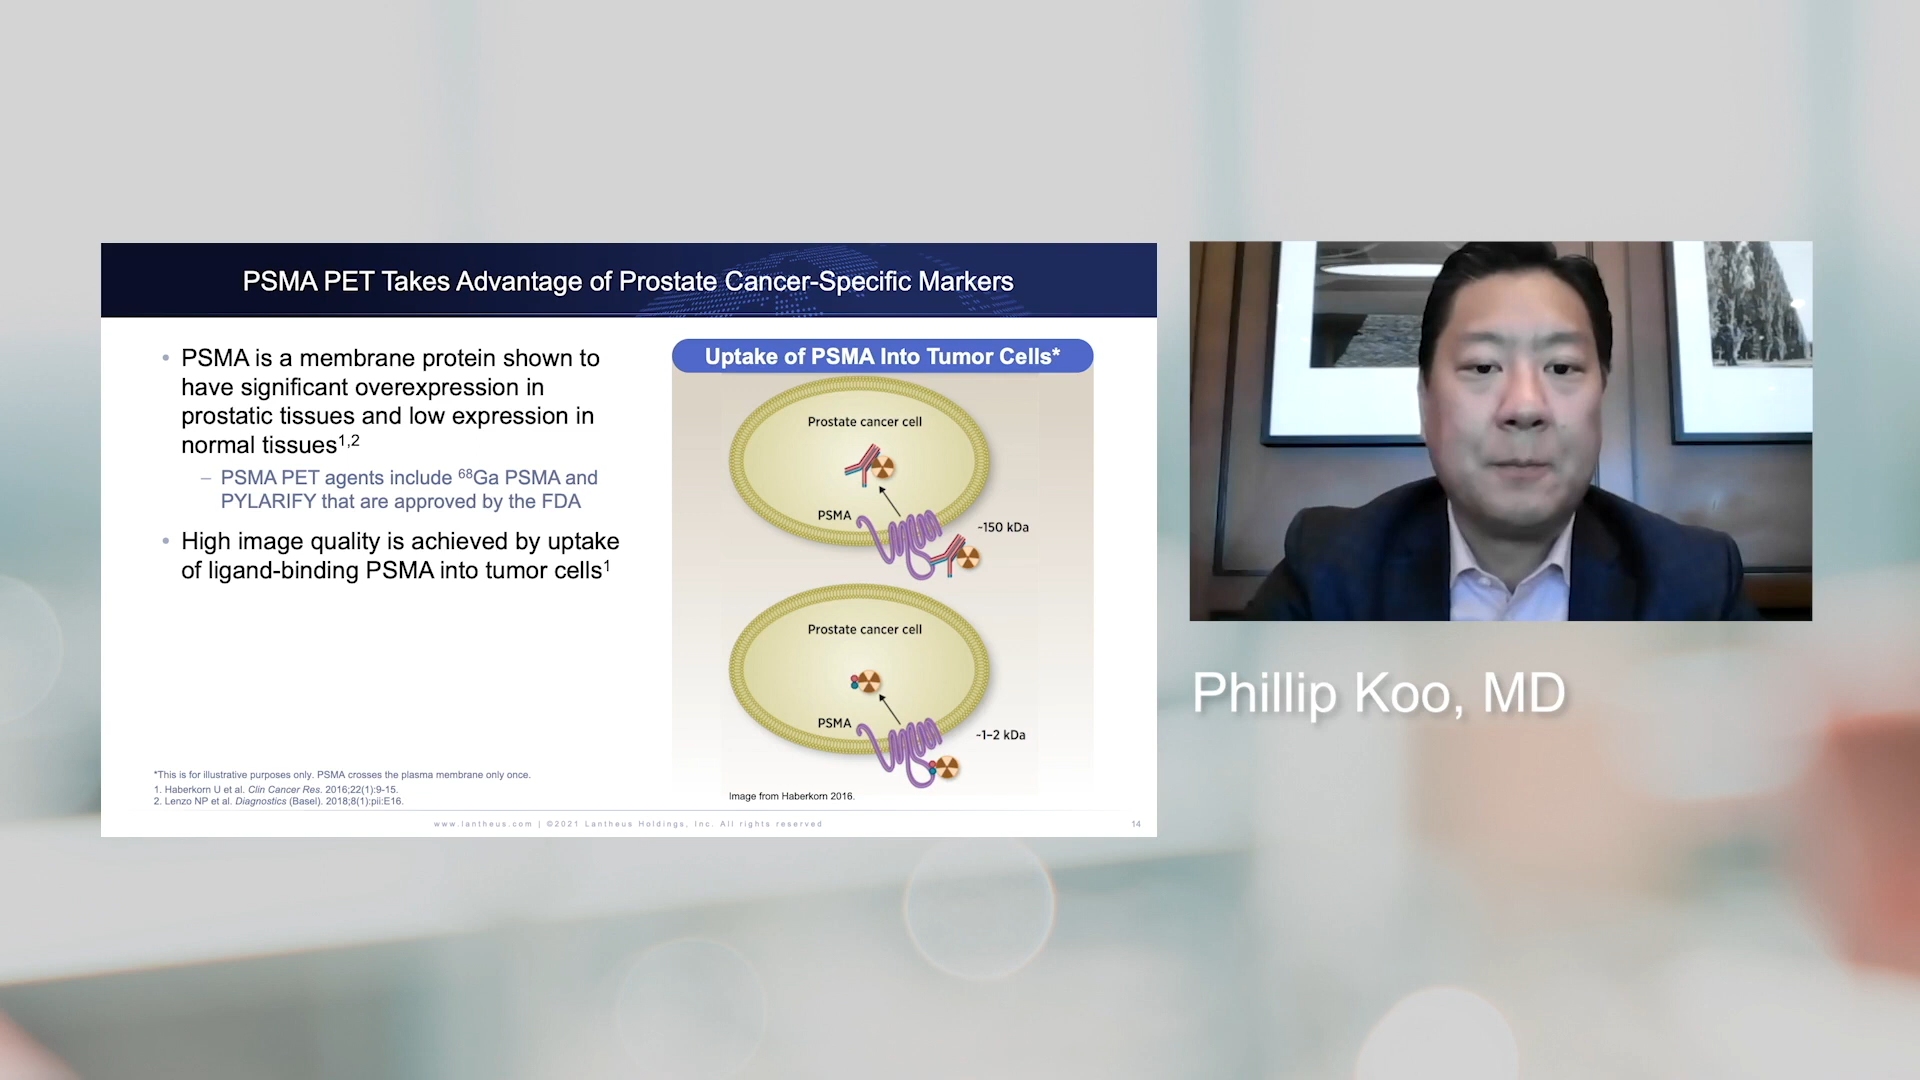 PSMA PET Takes Advantage of Prostate Cancer-Specific Markers
• PSMA is a membrane protein shown to
have significant overexpression in
prostatic tissues and low expression in
normal tissues1,2
– PSMA PET agents include 68Ga PSMA and
PYLARIFY that are approved by the FDA
• High image quality is achieved by uptake
of ligand-binding PSMA into tumor cells1
Uptake of PSMA Into Tumor Cells*
Prostate cancer cell
PSMA
~150 kDa
Prostate cancer cell
PSMA
~1–2 kDa
Image from Haberkorn 2016.
*This is for illustrative purposes only. PSMA crosses the plasma membrane only once.
1. Haberkorn U et al. Clin Cancer Res. 2016;22(1):9-15.
2. Lenzo NP et al. Diagnostics (Basel). 2018;8(1):pii:E16.
www.lantheus.com | ©2021 Lantheus Holdings, Inc. All rights reserved
14
Phillip Koo, MD